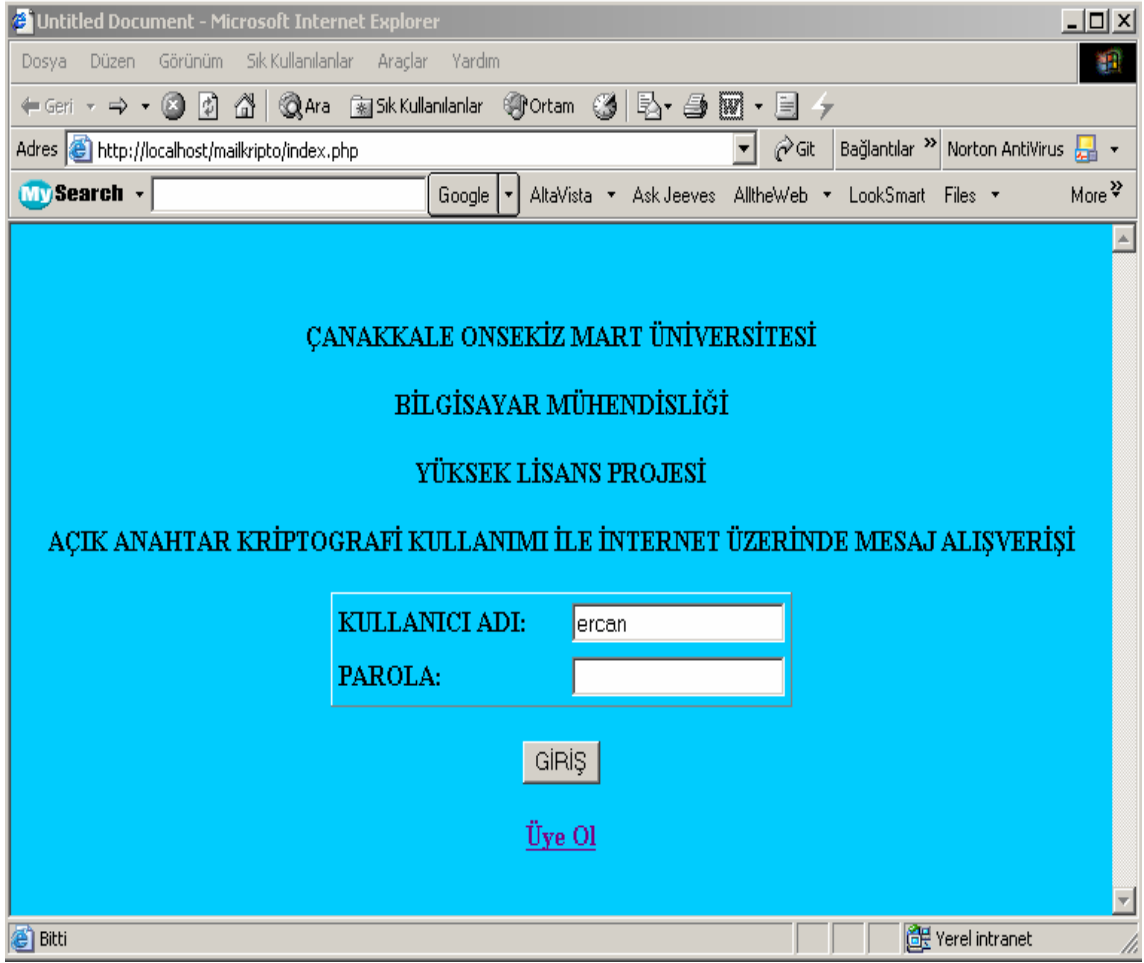 Untitled Document - Microsoft Internet Explorer
Dosya Düzen Görünüm Sık Kullanılanlar Araçlar Yardım
Geri Ara Sık Kullanılanlar Ortam
Adres http://localhost/mailkripto/index.php Git Bağlantılar Norton AntiVirus
My Search Google AltaVista Ask Jeeves AlltheWeb LookSmart Files More
ÇANAKKALE ONSEKİZ MART ÜNİVERSİTESİ
BİLGİSAYAR MÜHENDİSLİĞİ
YÜKSEK LİSANS PROJESİ
AÇIK ANAHTAR KRİPTOGRAFİ KULLANIMI İLE İNTERNET ÜZERİNDE MESAJ ALIŞVERİŞİ
KULLANICI ADI: ercan
PAROLA:
GİRİŞ
Üye Ol
Bitti Yerel intranet